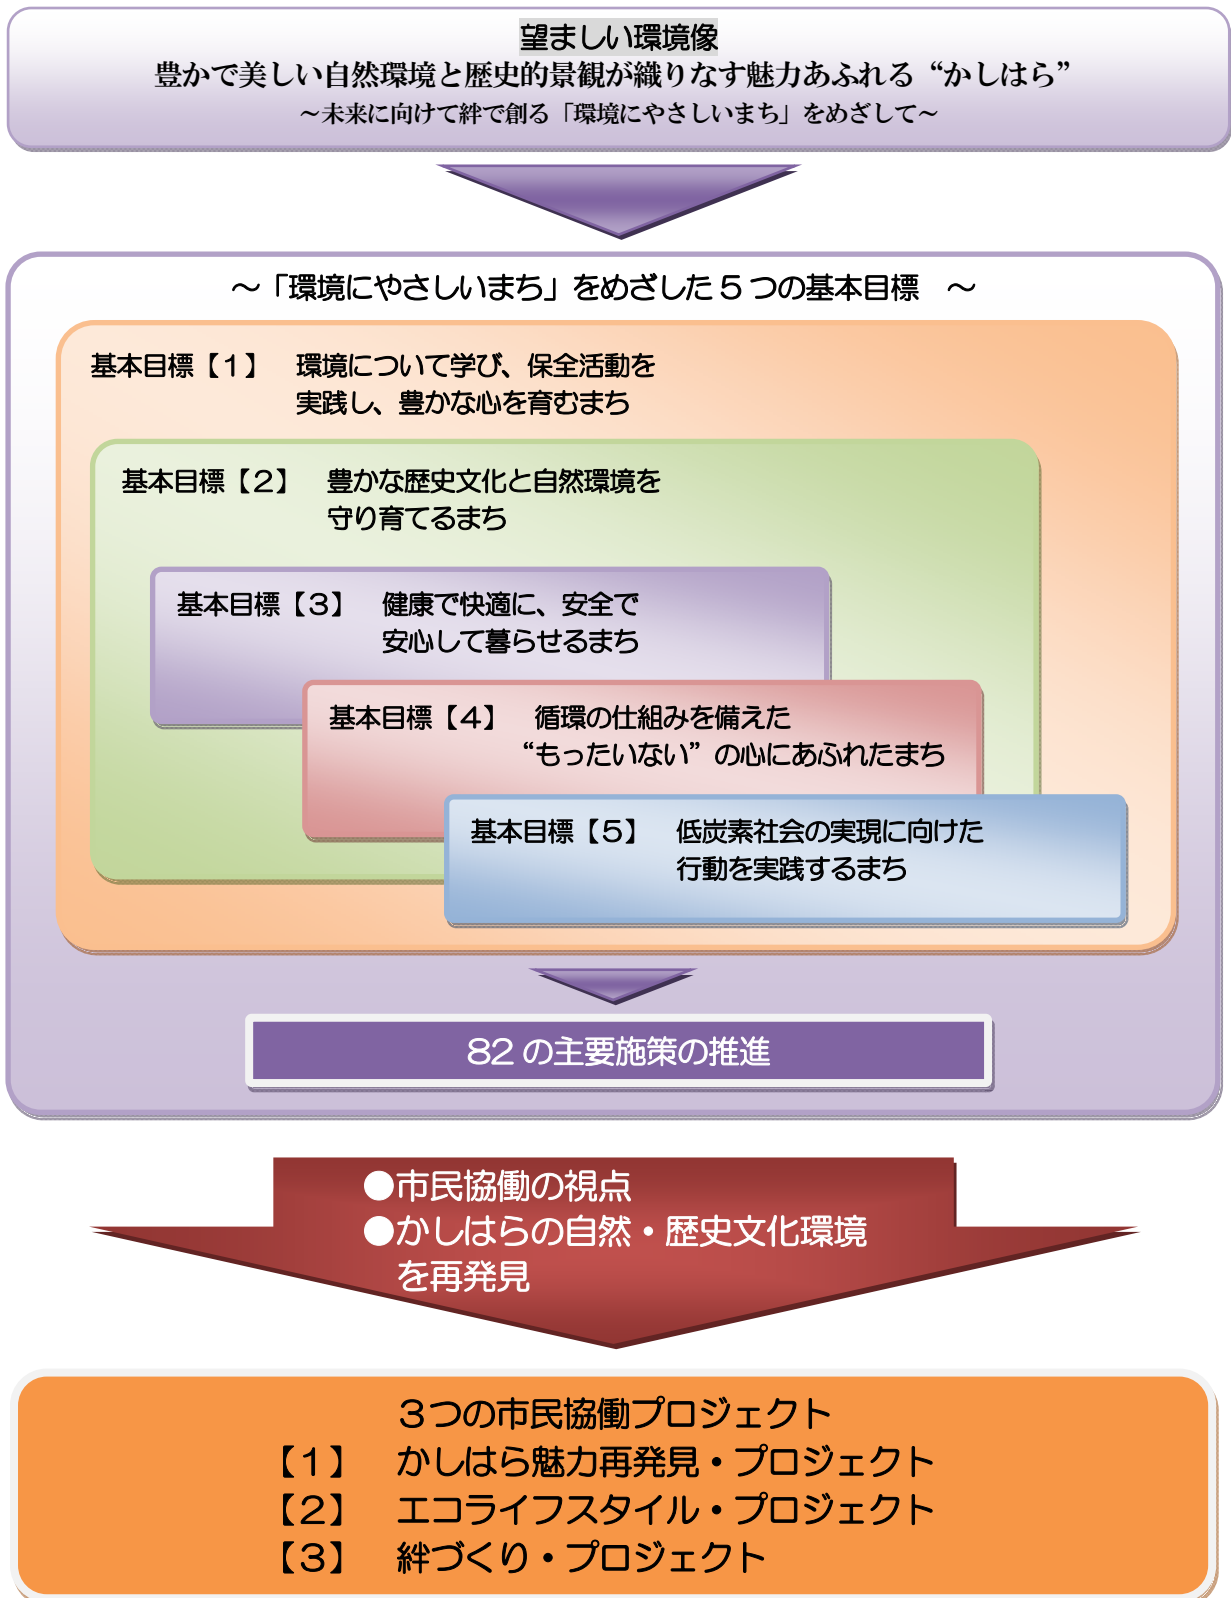 望ましい環境像
豊かで美しい自然環境と歴史的景観が織りなす魅力あふれる“かしはら”
～未来に向けて絆で創る「環境にやさしいまち」をめざして～
～「環境にやさしいまち」をめざした５つの基本目標　～
基本目標【１】　環境について学び、保全活動を
実践し、豊かな心を育むまち
基本目標【２】　豊かな歴史文化と自然環境を
守り育てるまち
基本目標【３】　健康で快適に、安全で
安心して暮らせるまち
基本目標【４】　循環の仕組みを備えた
“もったいない”の心にあふれたまち
基本目標【５】　低炭素社会の実現に向けた
行動を実践するまち
82 の主要施策の推進
●市民協働の視点
●かしはらの自然・歴史文化環境
を再発見
３つの市民協働プロジェクト
【１】　かしはら魅力再発見・プロジェクト
【２】　エコライフスタイル・プロジェクト
【３】　絆づくり・プロジェクト